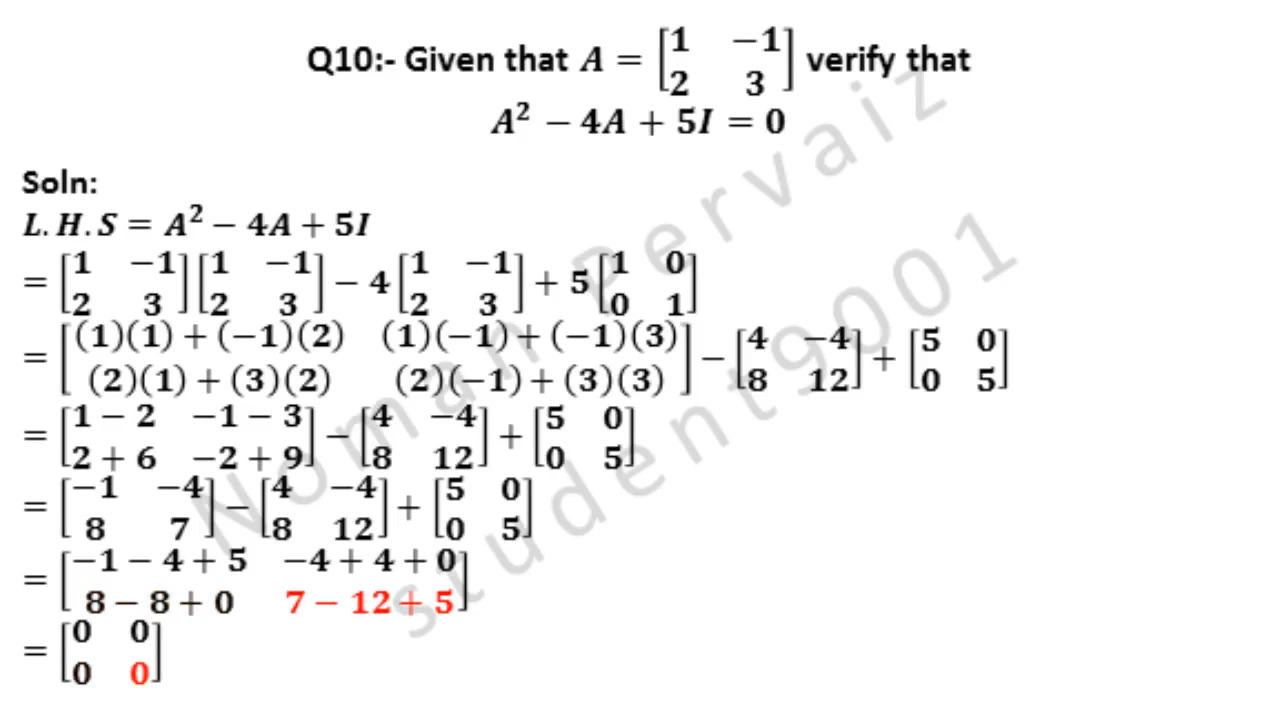 Q10:- Given that A = [1 −1; 2 3] verify that
A² − 4A + 5I = 0
Soln:
L.H.S = A² − 4A + 5I
= [1 −1; 2 3][1 −1; 2 3] − 4[1 −1; 2 3] + 5[1 0; 0 1]
= [(1)(1) + (−1)(2) (1)(−1) + (−1)(3); (2)(1) + (3)(2) (2)(−1) + (3)(3)] − [4 −4; 8 12] + [5 0; 0 5]
= [1 − 2 −1 − 3; 2 + 6 −2 + 9] − [4 −4; 8 12] + [5 0; 0 5]
= [−1 −4; 8 7] − [4 −4; 8 12] + [5 0; 0 5]
= [−1 − 4 + 5 −4 + 4 + 0; 8 − 8 + 0 7 − 12 + 5]
= [0 0; 0 0]
Noman Pervaiz
student9001